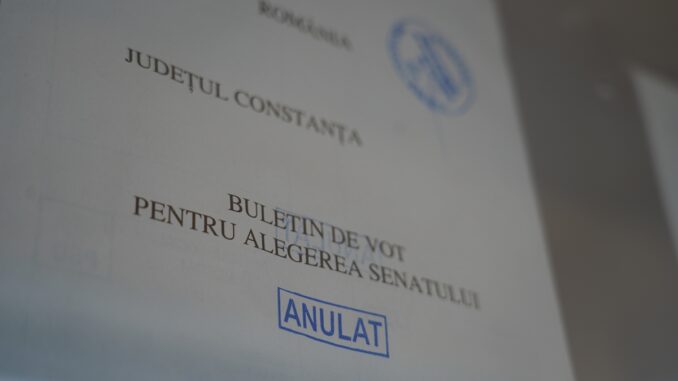 ROMÂNIA
JUDEȚUL CONSTANȚA
BULETIN DE VOT
PENTRU ALEGEREA SENATULUI
ANULAT